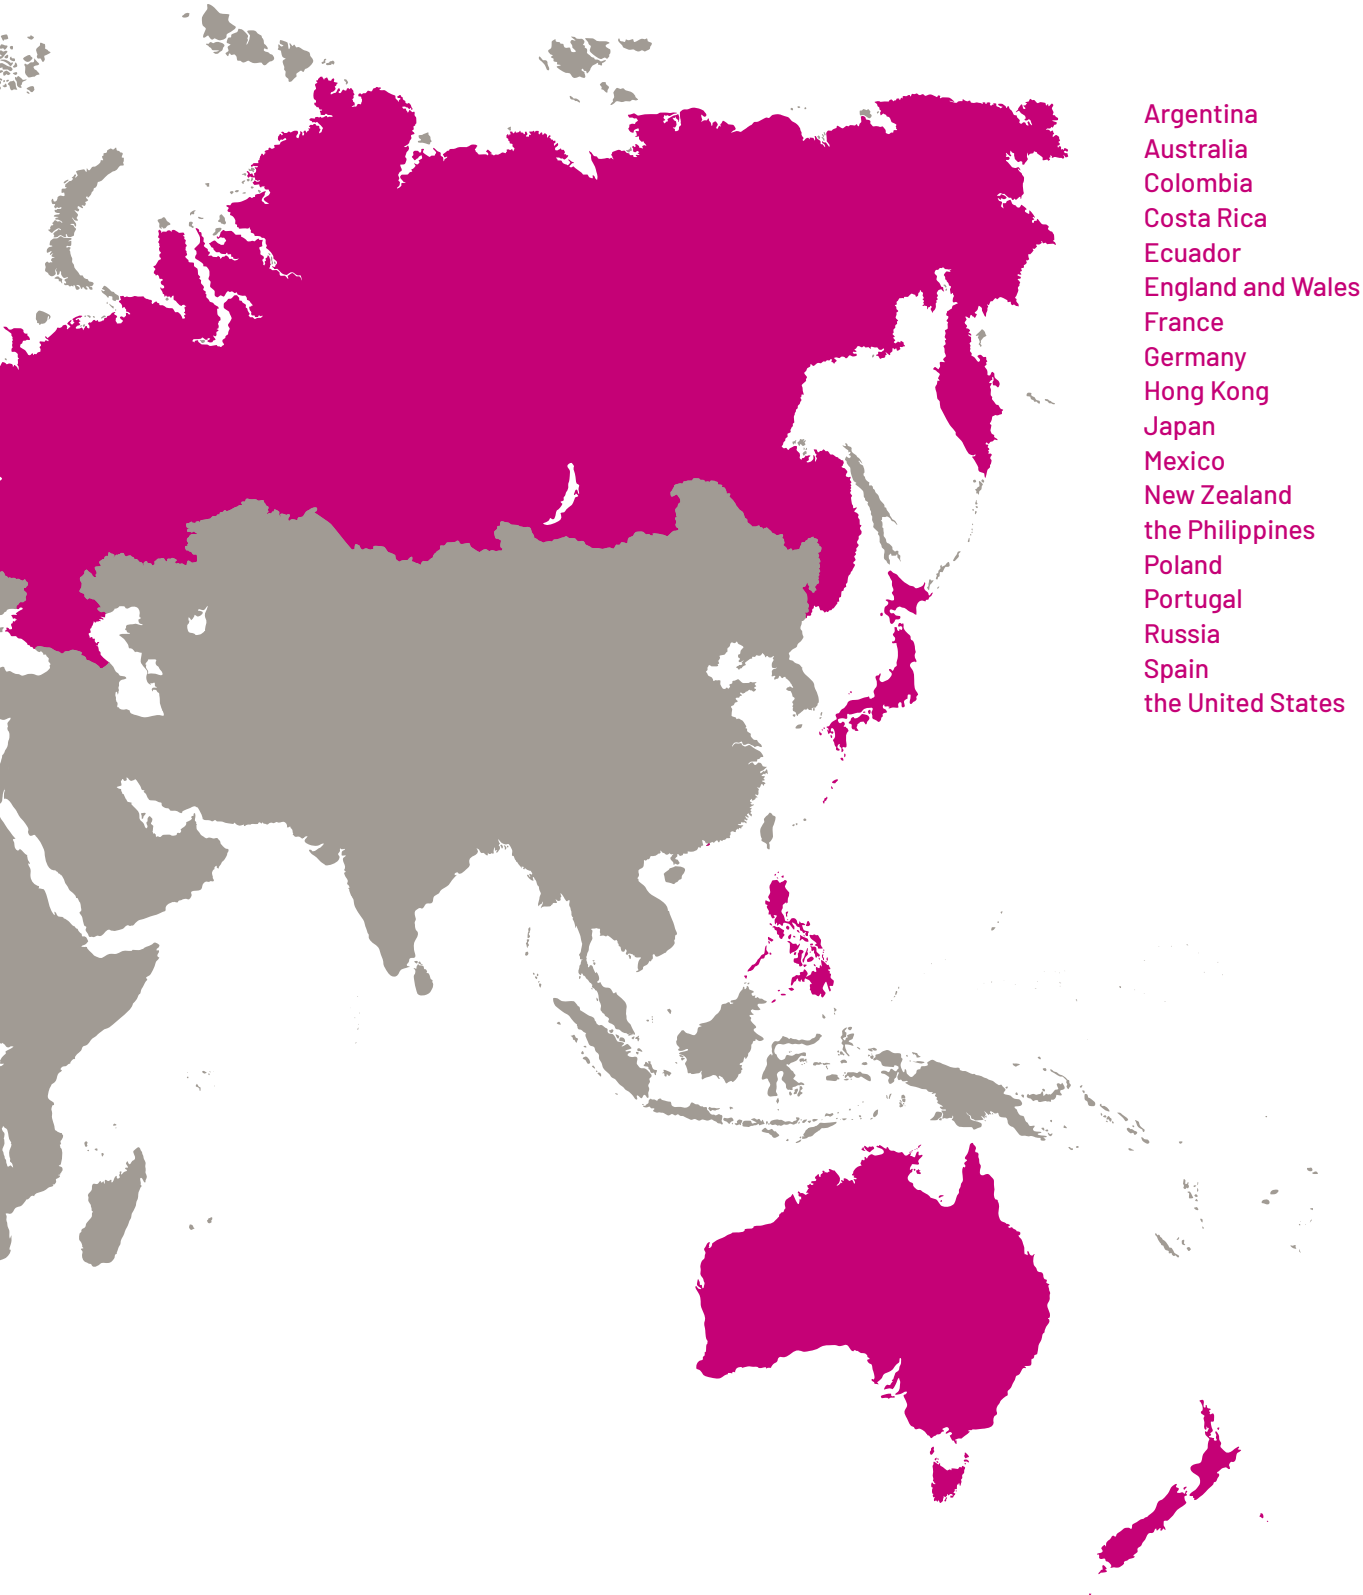 Argentina
Australia
Colombia
Costa Rica
Ecuador
England and Wales
France
Germany
Hong Kong
Japan
Mexico
New Zealand
the Philippines
Poland
Portugal
Russia
Spain
the United States